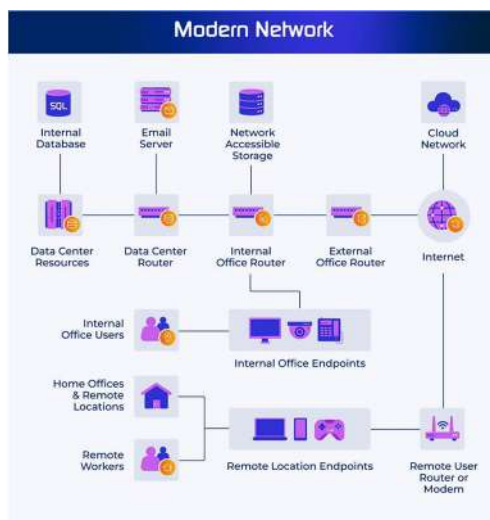 Modern Network
SQL
Internal
Database
Email
Server
Network
Accessible
Storage
Cloud
Network
Data Center
Resources
Data Center
Router
Internal
Office Router
External
Office Router
Internet
Internal
Office Users
Internal Office Endpoints
Home Offices
& Remote
Locations
Remote
Workers
Remote Location Endpoints
Remote User
Router or
Modem